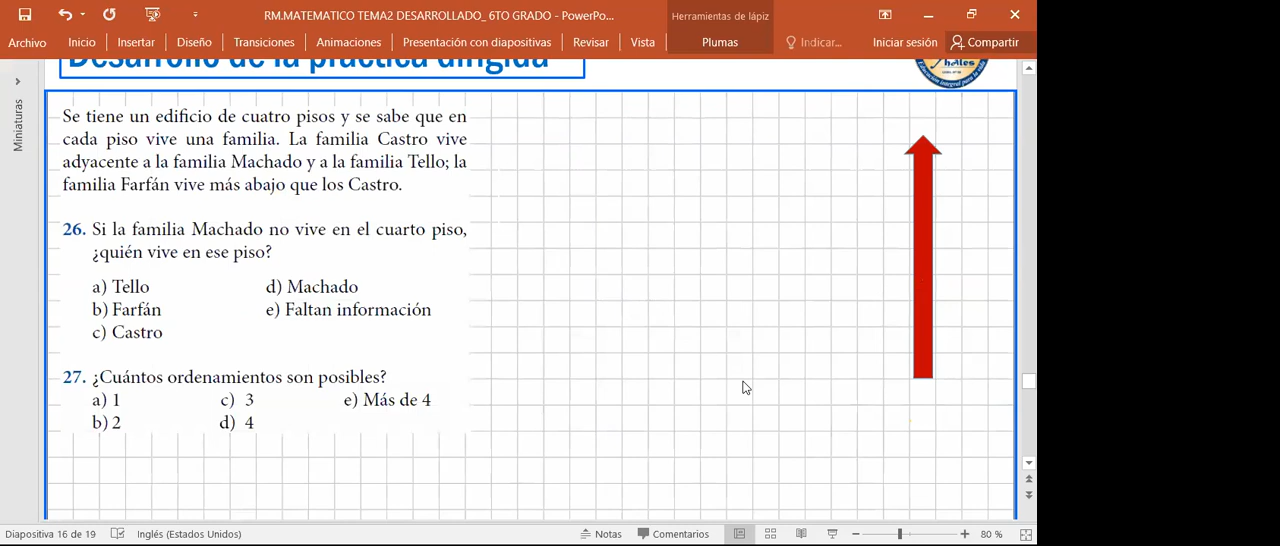 RM.MATEMATICO TEMA2 DESARROLLADO_ 6TO GRADO - PowerPo...
Herramientas de lápiz
Archivo Inicio Insertar Diseño Transiciones Animaciones Presentación con diapositivas Revisar Vista Plumas Indicar... Iniciar sesión Compartir
Miniaturas
Desarrollo de la práctica dirigida
Se tiene un edificio de cuatro pisos y se sabe que en
cada piso vive una familia. La familia Castro vive
adyacente a la familia Machado y a la familia Tello; la
familia Farfán vive más abajo que los Castro.
26. Si la familia Machado no vive en el cuarto piso,
¿quién vive en ese piso?
a) Tello d) Machado
b) Farfán e) Faltan información
c) Castro
27. ¿Cuántos ordenamientos son posibles?
a) 1 c) 3 e) Más de 4
b) 2 d) 4
Diapositiva 16 de 19 Inglés (Estados Unidos) Notas Comentarios 80 %